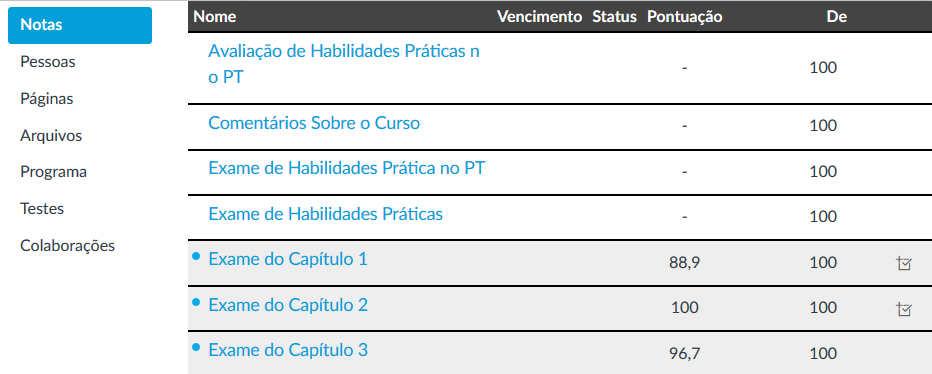 Notas
Pessoas
Páginas
Arquivos
Programa
Testes
Colaborações
Nome Vencimento Status Pontuação De
Avaliação de Habilidades Práticas n
o PT - 100
Comentários Sobre o Curso - 100
Exame de Habilidades Prática no PT - 100
Exame de Habilidades Práticas - 100
Exame do Capítulo 1 88,9 100
Exame do Capítulo 2 100 100
Exame do Capítulo 3 96,7 100